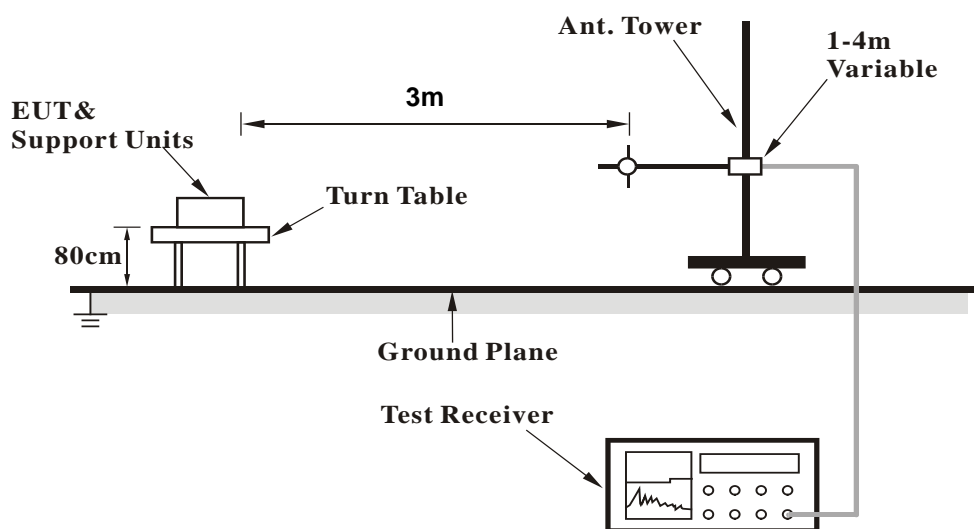 Ant. Tower
1-4m
Variable
3m
EUT&
Support Units
Turn Table
80cm
Ground Plane
Test Receiver